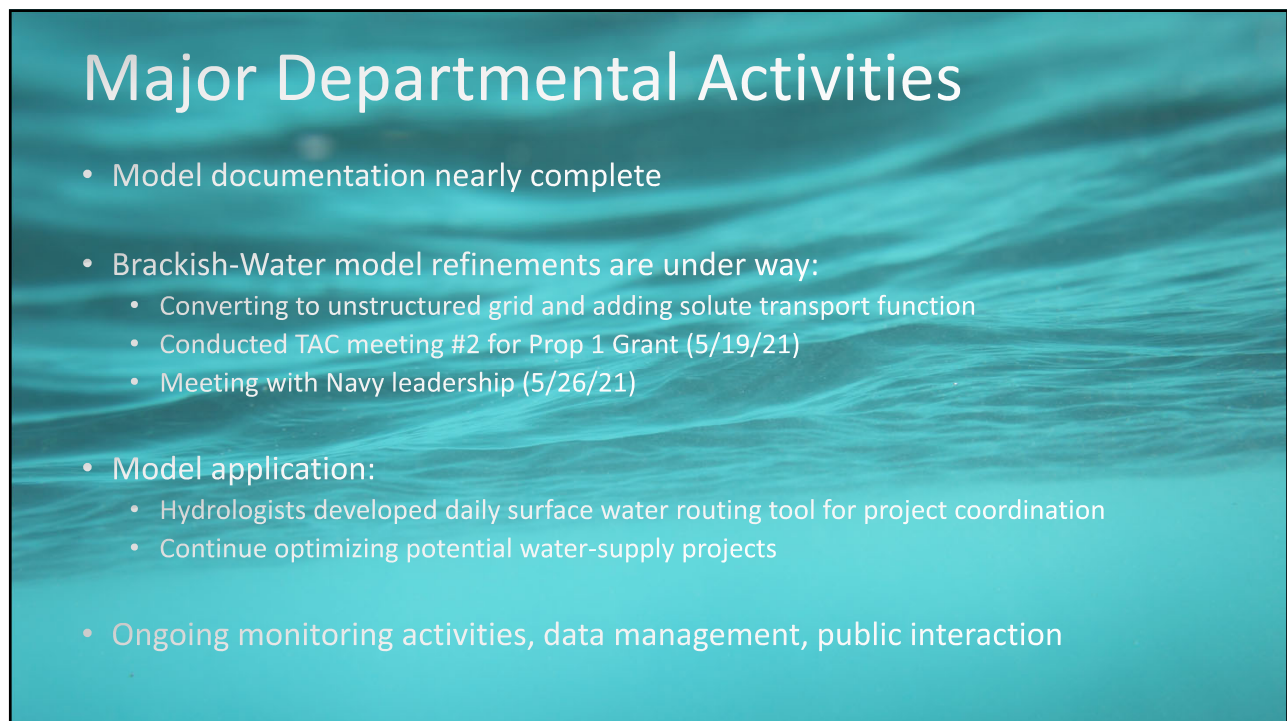 Major Departmental Activities
• Model documentation nearly complete
• Brackish-Water model refinements are under way:
• Converting to unstructured grid and adding solute transport function
• Conducted TAC meeting #2 for Prop 1 Grant (5/19/21)
• Meeting with Navy leadership (5/26/21)
• Model application:
• Hydrologists developed daily surface water routing tool for project coordination
• Continue optimizing potential water-supply projects
• Ongoing monitoring activities, data management, public interaction